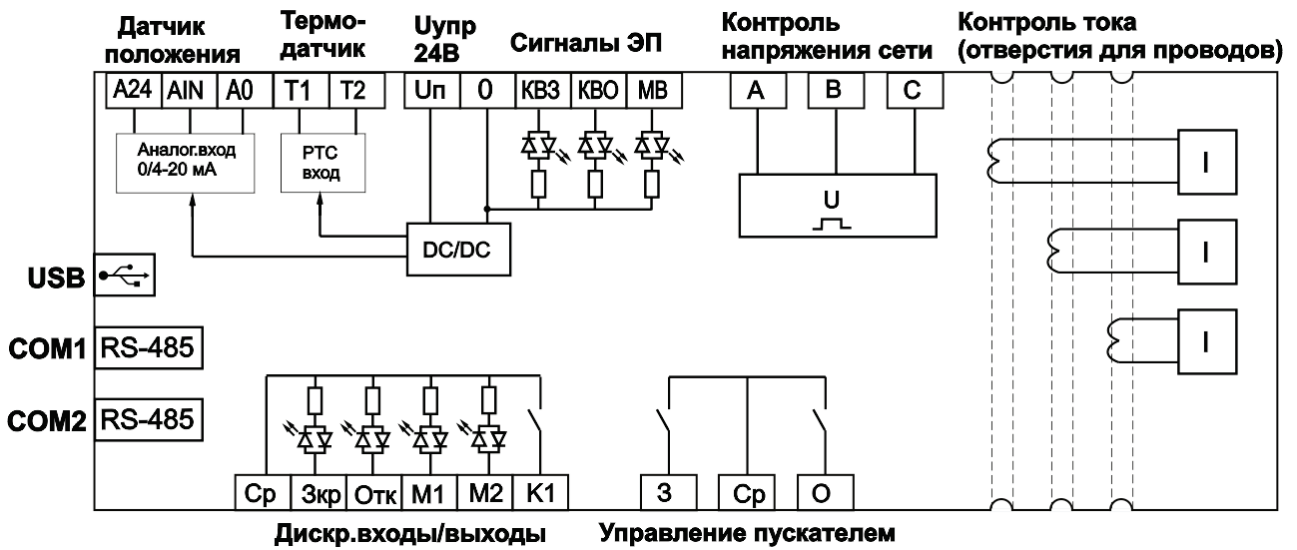 Датчик
положения
Термо-
датчик
Uупр
24В
Сигналы ЭП
Контроль
напряжения сети
Контроль тока
(отверстия для проводов)
A24 AIN A0 T1 T2 Uп 0 КВЗ КВО МВ A B C
Аналог.вход
0/4-20 мА
РТС
вход
DC/DC
U
I
I
I
USB
COM1 RS-485
COM2 RS-485
Ср Зкр Отк М1 М2 К1 З Ср О
Дискр.входы/выходы Управление пускателем